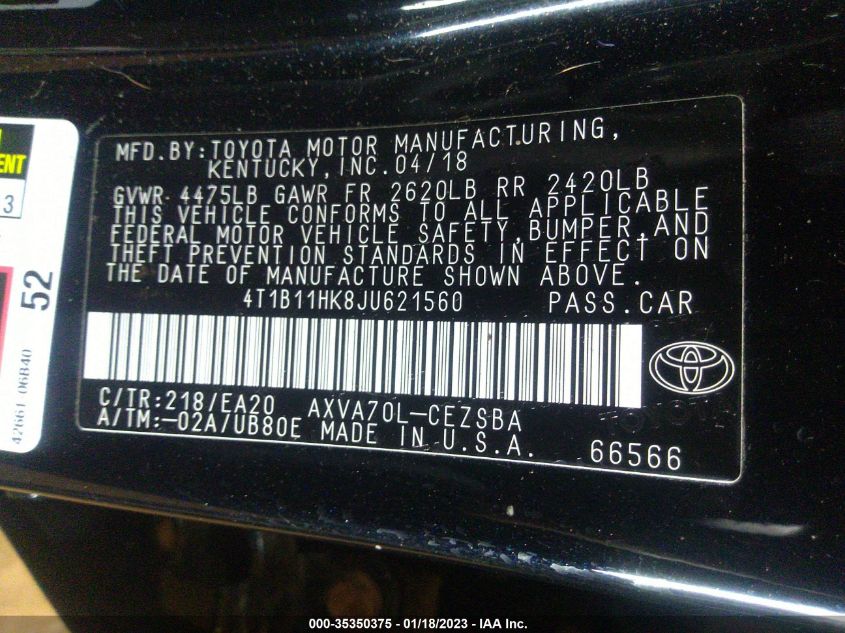 MFD.BY:TOYOTA MOTOR MANUFACTURING,
KENTUCKY,INC.04/18
GVWR 4475LB GAWR FR 2620LB RR 2420LB
THIS VEHICLE CONFORMS TO ALL APPLICABLE
FEDERAL MOTOR VEHICLE SAFETY,BUMPER,AND
THEFT PREVENTION STANDARDS IN EFFECT ON
THE DATE OF MANUFACTURE SHOWN ABOVE.
4T1B11HK8JU621560 PASS.CAR
C/TR:218/EA20 AXVA70L-CEZSBA
A/TM:-02A/UB80E MADE IN U.S.A. 66566
TOYOTA
52
42661 06B40
000-35350375 - 01/18/2023 - IAA Inc.